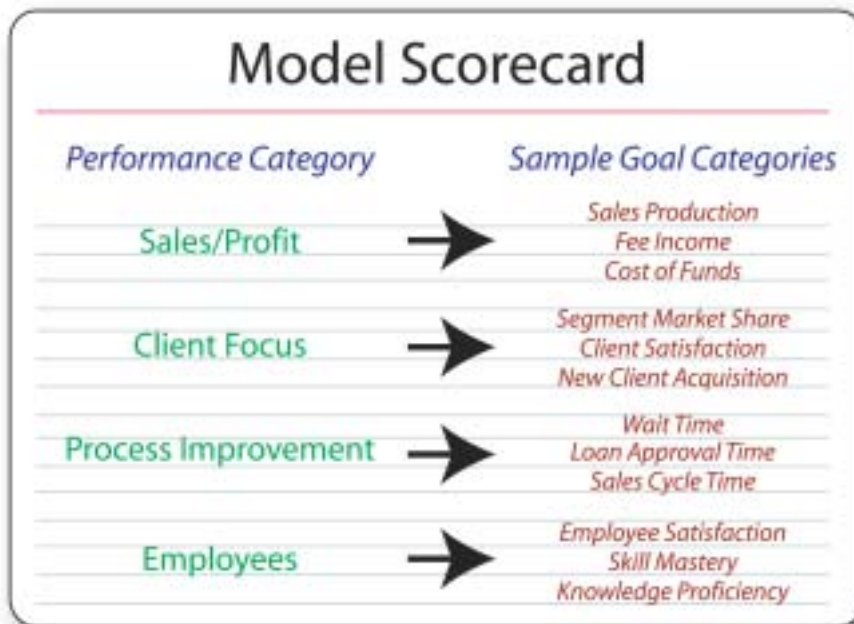 Model Scorecard
Performance Category
Sample Goal Categories
Sales/Profit
Sales Production
Fee Income
Cost of Funds
Client Focus
Segment Market Share
Client Satisfaction
New Client Acquisition
Process Improvement
Wait Time
Loan Approval Time
Sales Cycle Time
Employees
Employee Satisfaction
Skill Mastery
Knowledge Proficiency